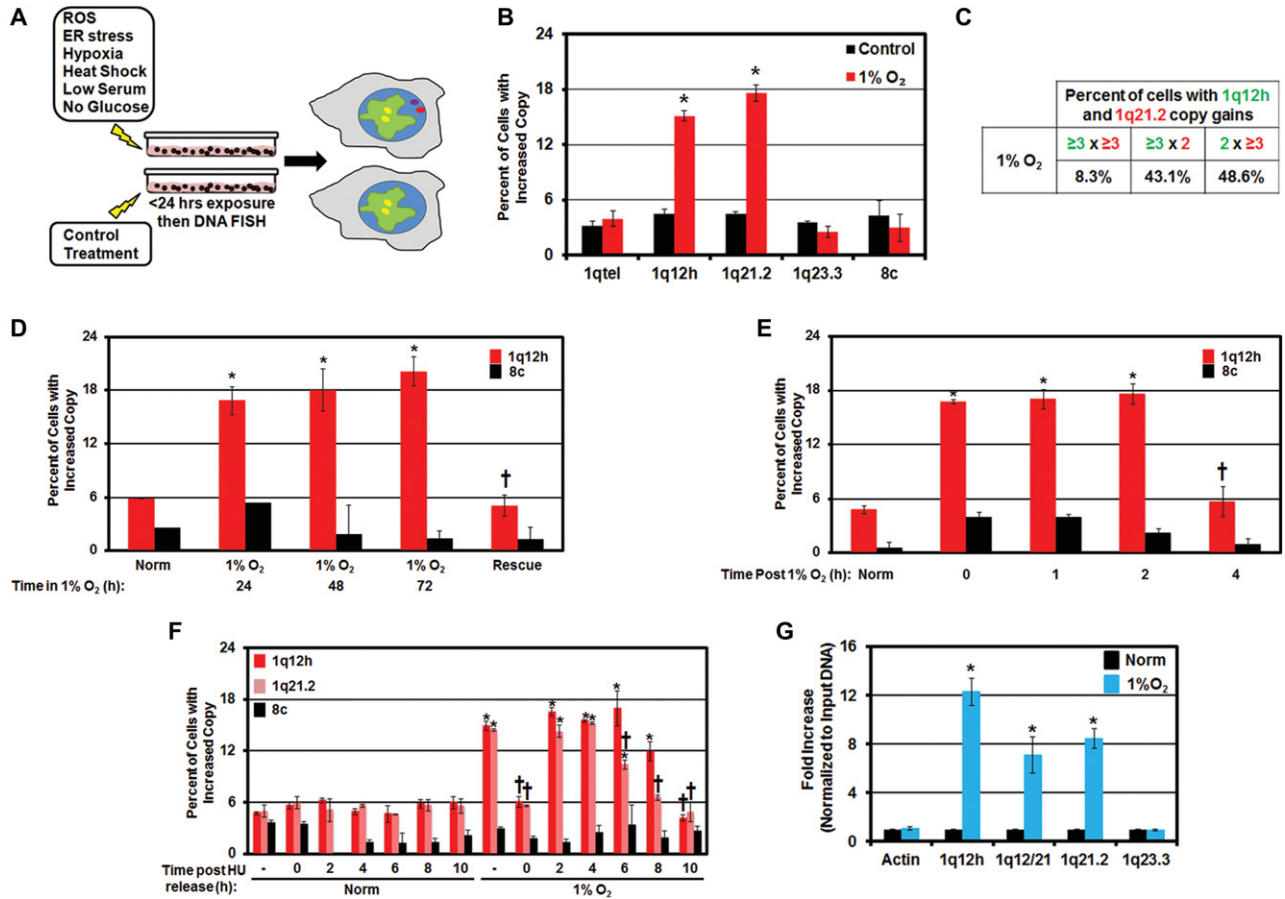 A
ROS
ER stress
Hypoxia
Heat Shock
Low Serum
No Glucose
<24 hrs exposure
then DNA FISH
Control
Treatment
B
Percent of Cells with
Increased Copy
24
18
12
6
0
Control
1% O₂
*
*
1qtel
1q12h
1q21.2
1q23.3
8c
C
Percent of cells with 1q12h
and 1q21.2 copy gains
1% O₂
≥3 x ≥3
≥3 x 2
2 x ≥3
8.3%
43.1%
48.6%
D
Percent of Cells with
Increased Copy
24
18
12
6
0
1q12h
8c
*
*
*
†
Norm
1% O₂
1% O₂
1% O₂
Rescue
Time in 1% O₂ (h):
24
48
72
E
Percent of Cells with
Increased Copy
24
18
12
6
0
1q12h
8c
*
*
*
†
Time Post 1% O₂ (h):
Norm
0
1
2
4
F
Percent of Cells with
Increased Copy
24
18
12
6
0
1q12h
1q21.2
8c
* *
† †
* *
* *
*
†
*
*
†
† †
Time post HU
release (h):
- 0 2 4 6 8 10
- 0 2 4 6 8 10
Norm
1% O₂
G
Fold Increase
(Normalized to Input DNA)
16
12
8
4
0
Norm
1%O₂
*
*
*
Actin
1q12h
1q12/21
1q21.2
1q23.3